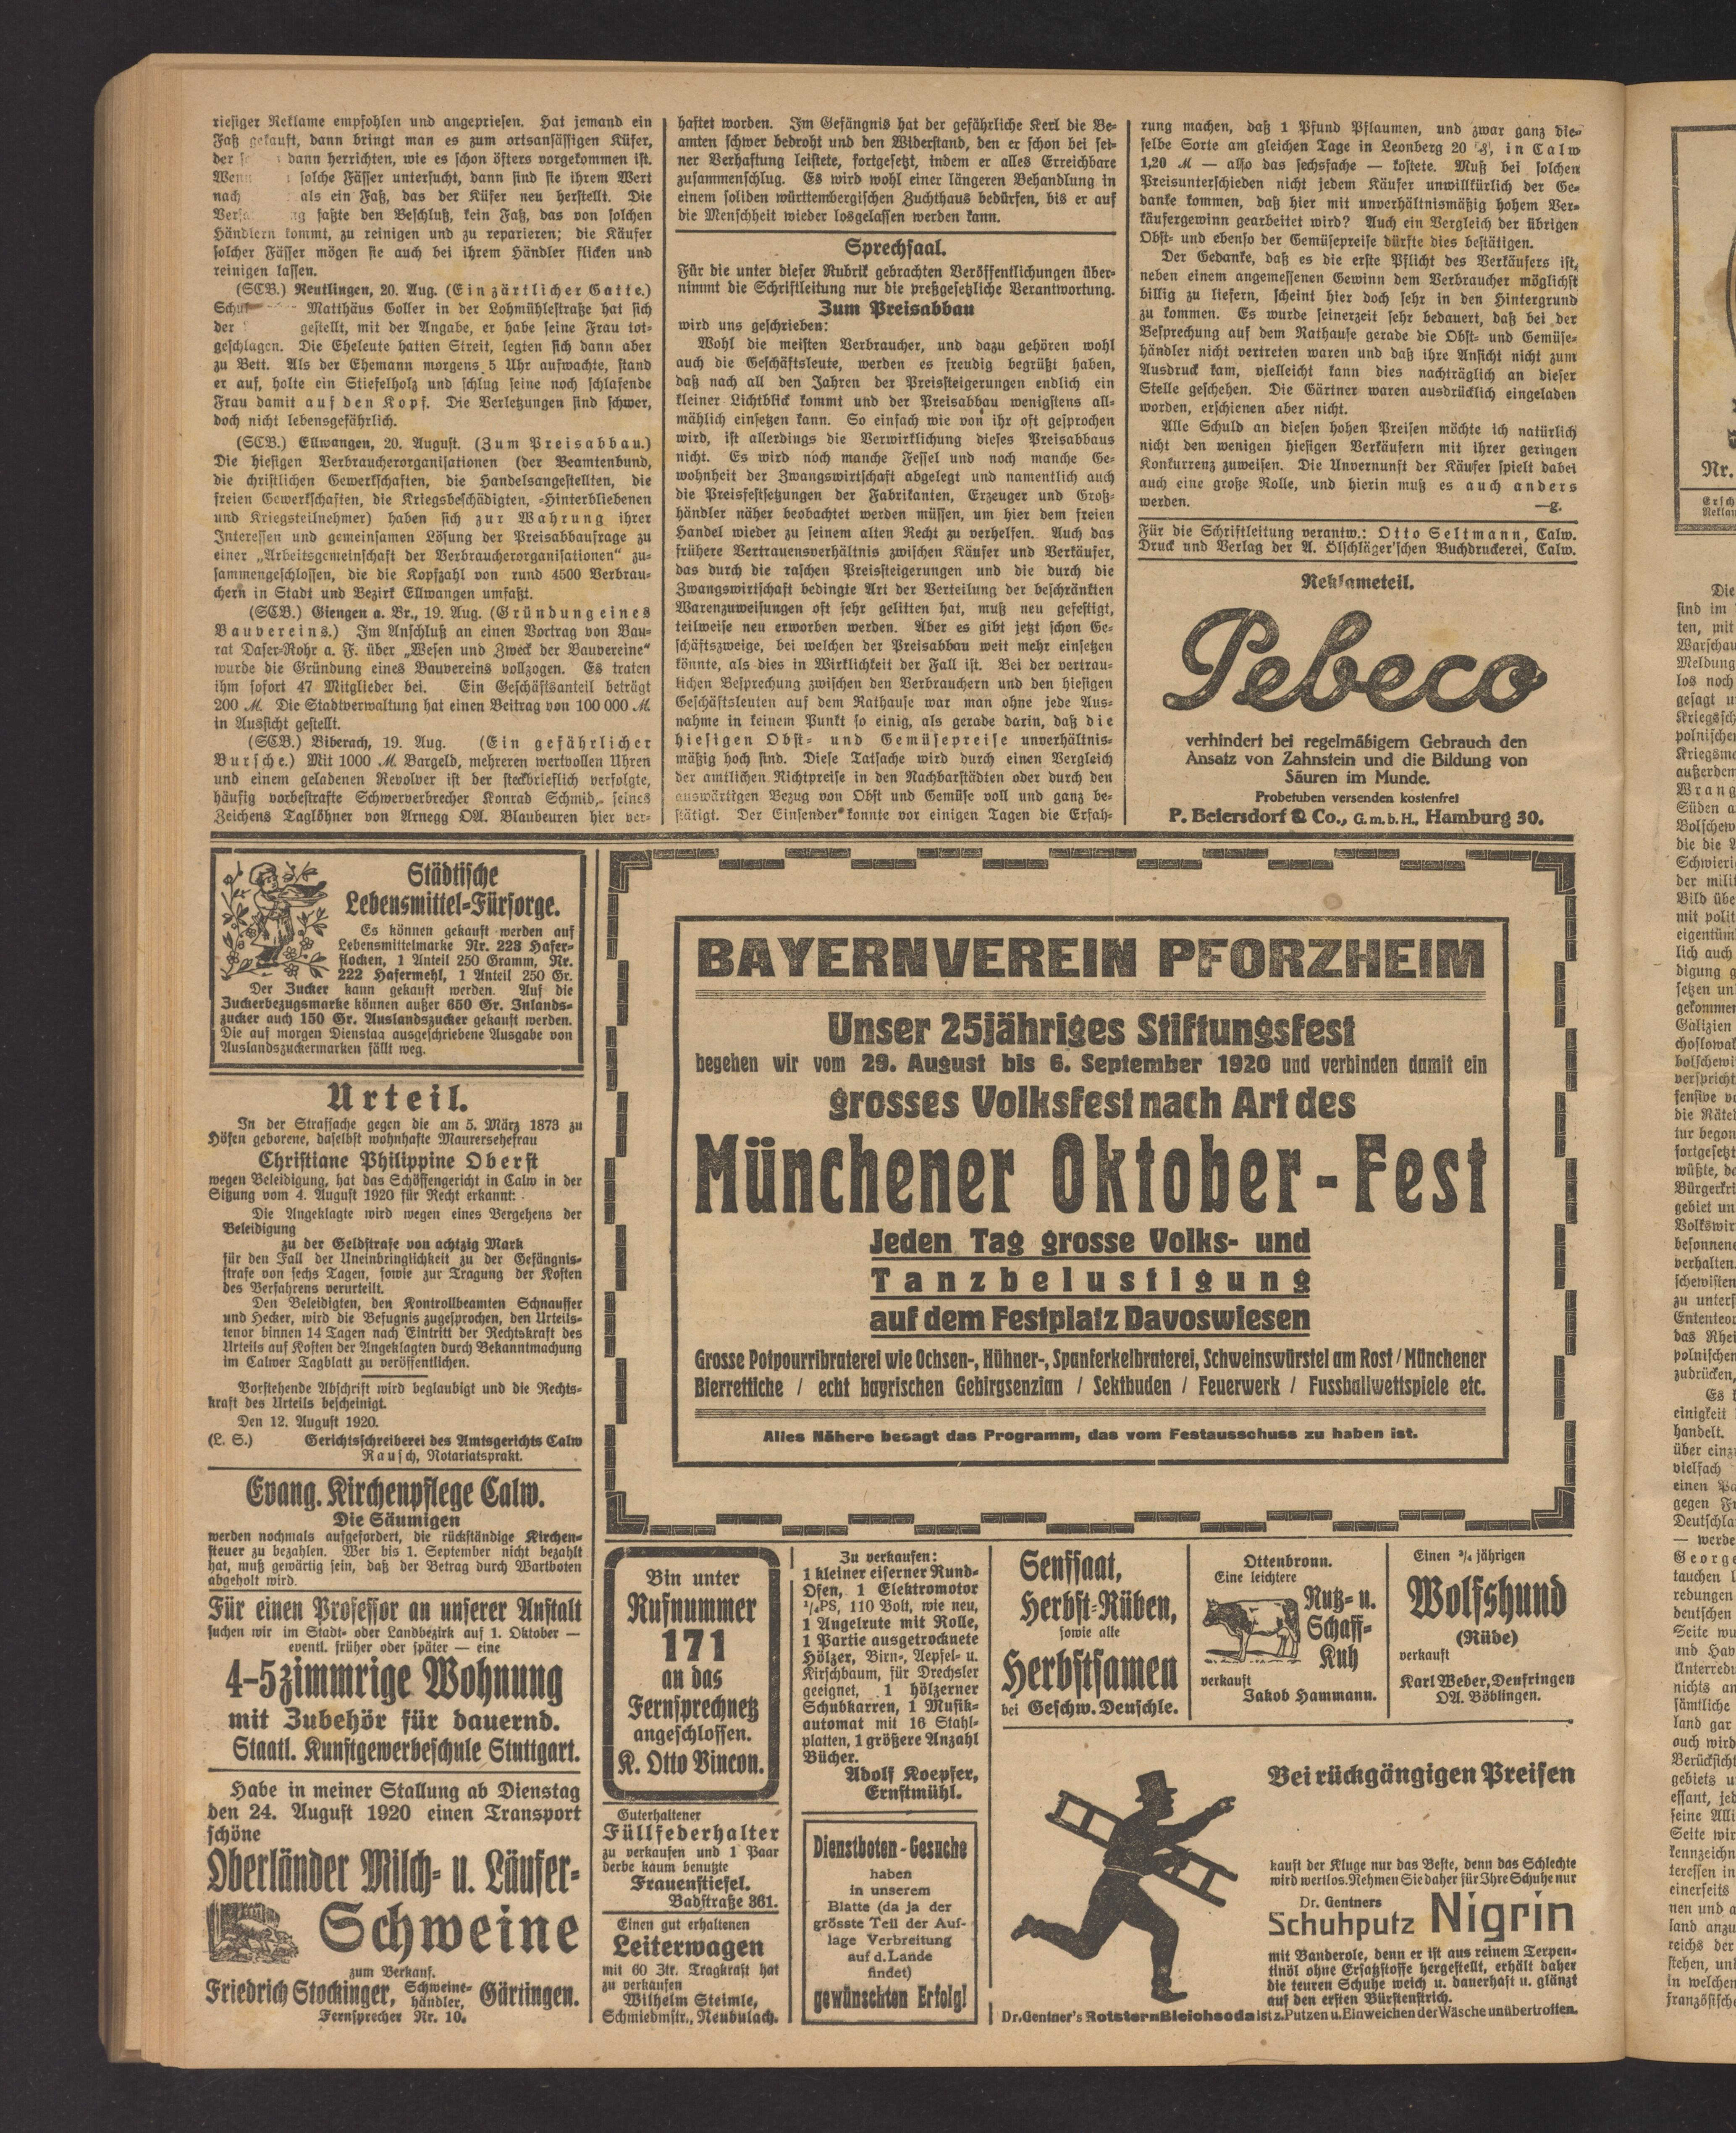 riesiger Reklame empfohlen und angepriesen. Hat jemand ein
Faß gekauft, dann bringt man es zum ortsansässigen Küfer,
der dann herrichten, wie es schon öfters vorgekommen ist.
solche Fässer untersucht, dann sind sie ihrem Wert
nach als ein Faß, das der Küfer neu herstellt. Die
faßte den Beschluß, kein Faß, das von solchen
Händlern kommt, zu reinigen und zu reparieren; die Käufer
solcher Fässer mögen sie auch bei ihrem Händler flicken und
reinigen lassen.
(SCB.) Reutlingen, 20. Aug. (Ein zärtlicher Gatte.)
Matthäus Goller in der Lohmühlestraße hat sich
der gestellt, mit der Angabe, er habe seine Frau tot-
geschlagen. Die Eheleute hatten Streit, legten sich dann aber
zu Bett. Als der Ehemann morgens 5 Uhr aufwachte, stand
er auf, holte ein Stiefelholz und schlug seine noch schlafende
Frau damit auf den Kopf. Die Verletzungen sind schwer,
doch nicht lebensgefährlich.
(SCB.) Ellwangen, 20. August. (Zum Preisabbau.)
Die hiesigen Verbraucherorganisationen (der Beamtenbund,
die christlichen Gewerkschaften, die Handelsangestellten, die
freien Gewerkschaften, die Kriegsbeschädigten, -Hinterbliebenen
und Kriegsteilnehmer) haben sich zur Wahrung ihrer
Interessen und gemeinsamen Lösung der Preisabbaufrage zu
einer „Arbeitsgemeinschaft der Verbraucherorganisationen“ zu-
sammengeschlossen, die die Kopfzahl von rund 4500 Verbrau-
chern in Stadt und Bezirk Ellwangen umfaßt.
(SCB.) Giengen a. Br., 19. Aug. (Gründung eines
Bauvereins.) Im Anschluß an einen Vortrag von Bau-
rat Daser-Rohr a. F. über „Wesen und Zweck der Bauvereine“
wurde die Gründung eines Bauvereins vollzogen. Es traten
ihm sofort 47 Mitglieder bei. Ein Geschäftsanteil beträgt
200 M. Die Stadtverwaltung hat einen Beitrag von 100 000 M.
in Aussicht gestellt.
(SCB.) Biberach, 19. Aug. (Ein gefährlicher
Bursche.) Mit 1000 M. Bargeld, mehreren wertvollen Uhren
und einem geladenen Revolver ist der steckbrieflich verfolgte,
häufig vorbestrafte Schwerverbrecher Konrad Schmid, seines
Zeichens Taglöhner von Arnegg OA. Blaubeuren hier ver-
haftet worden. Im Gefängnis hat der gefährliche Kerl die Be-
amten schwer bedroht und den Widerstand, den er schon bei sei-
ner Verhaftung leistete, fortgesetzt, indem er alles Erreichbare
zusammenschlug. Es wird wohl einer längeren Behandlung in
einem soliden württembergischen Zuchthaus bedürfen, bis er auf
die Menschheit wieder losgelassen werden kann.
Sprechsaal.
Für die unter dieser Rubrik gebrachten Veröffentlichungen über-
nimmt die Schriftleitung nur die preßgesetzliche Verantwortung.
Zum Preisabbau
wird uns geschrieben:
Wohl die meisten Verbraucher, und dazu gehören wohl
auch die Geschäftsleute, werden es freudig begrüßt haben,
daß nach all den Jahren der Preissteigerungen endlich ein
kleiner Lichtblick kommt und der Preisabbau wenigstens all-
mählich einsetzen kann. So einfach wie von ihr oft gesprochen
wird, ist allerdings die Verwirklichung dieses Preisabbaus
nicht. Es wird noch manche Fessel und noch manche Ge-
wohnheit der Zwangswirtschaft abgelegt und namentlich auch
die Preisfestsetzungen der Fabrikanten, Erzeuger und Groß-
händler näher beobachtet werden müssen, um hier dem freien
Handel wieder zu seinem alten Recht zu verhelfen. Auch das
frühere Vertrauensverhältnis zwischen Käufer und Verkäufer,
das durch die raschen Preissteigerungen und die durch die
Zwangswirtschaft bedingte Art der Verteilung der beschränkten
Warenzuweisungen oft sehr gelitten hat, muß neu gefestigt,
teilweise neu erworben werden. Aber es gibt jetzt schon Ge-
schäftszweige, bei welchen der Preisabbau weit mehr einsetzen
könnte, als dies in Wirklichkeit der Fall ist. Bei der vertrau-
lichen Besprechung zwischen den Verbrauchern und den hiesigen
Geschäftsleuten auf dem Rathause war man ohne jede Aus-
nahme in keinem Punkt so einig, als gerade darin, daß die
hiesigen Obst- und Gemüsepreise unverhältnis-
mäßig hoch sind. Diese Tatsache wird durch einen Vergleich
der amtlichen Richtpreise in den Nachbarstädten oder durch den
auswärtigen Bezug von Obst und Gemüse voll und ganz be-
stätigt. Der Einsender konnte vor einigen Tagen die Erfah-
rung machen, daß 1 Pfund Pflaumen, und zwar ganz die-
selbe Sorte am gleichen Tage in Leonberg 20 ₰, in Calw
1,20 M — also das sechsfache — kostete. Muß bei solchen
Preisunterschieden nicht jedem Käufer unwillkürlich der Ge-
danke kommen, daß hier mit unverhältnismäßig hohem Ver-
käufergewinn gearbeitet wird? Auch ein Vergleich der übrigen
Obst- und ebenso der Gemüsepreise dürfte dies bestätigen.
Der Gedanke, daß es die erste Pflicht des Verkäufers ist,
neben einem angemessenen Gewinn dem Verbraucher möglichst
billig zu liefern, scheint hier doch sehr in den Hintergrund
zu kommen. Es wurde seinerzeit sehr bedauert, daß bei der
Besprechung auf dem Rathause gerade die Obst- und Gemüse-
händler nicht vertreten waren und daß ihre Ansicht nicht zum
Ausdruck kam, vielleicht kann dies nachträglich an dieser
Stelle geschehen. Die Gärtner waren ausdrücklich eingeladen
worden, erschienen aber nicht.
Alle Schuld an diesen hohen Preisen möchte ich natürlich
nicht den wenigen hiesigen Verkäufern mit ihrer geringen
Konkurrenz zuweisen. Die Unvernunft der Käufer spielt dabei
auch eine große Rolle, und hierin muß es auch anders
werden. —g.
Für die Schriftleitung verantw.: Otto Seltmann, Calw.
Druck und Verlag der A. Ölschläger'schen Buchdruckerei, Calw.
Reklameteil.
Pebeco
verhindert bei regelmäßigem Gebrauch den
Ansatz von Zahnstein und die Bildung von
Säuren im Munde.
Probetuben versenden kostenfrei
P. Beiersdorf & Co., G. m. b. H., Hamburg 30.
Städtische
Lebensmittel-Fürsorge.
Es können gekauft werden auf
Lebensmittelmarke Nr. 223 Hafer-
flocken, 1 Anteil 250 Gramm, Nr.
222 Hafermehl, 1 Anteil 250 Gr.
Der Zucker kann gekauft werden. Auf die
Zuckerbezugsmarke können außer 650 Gr. Inlands-
zucker auch 150 Gr. Auslandszucker gekauft werden.
Die auf morgen Dienstag ausgeschriebene Ausgabe von
Auslandszuckermarken fällt weg.
Urteil.
In der Strafsache gegen die am 5. März 1873 zu
Höfen geborene, daselbst wohnhafte Maurersehefrau
Christiane Philippine Oberst
wegen Beleidigung, hat das Schöffengericht in Calw in der
Sitzung vom 4. August 1920 für Recht erkannt:
Die Angeklagte wird wegen eines Vergehens der
Beleidigung
zu der Geldstrafe von achtzig Mark
für den Fall der Uneinbringlichkeit zu der Gefängnis-
strafe von sechs Tagen, sowie zur Tragung der Kosten
des Verfahrens verurteilt.
Den Beleidigten, den Kontrollbeamten Schnauffer
und Hecker, wird die Befugnis zugesprochen, den Urteils-
tenor binnen 14 Tagen nach Eintritt der Rechtskraft des
Urteils auf Kosten der Angeklagten durch Bekanntmachung
im Calwer Tagblatt zu veröffentlichen.
Vorstehende Abschrift wird beglaubigt und die Rechts-
kraft des Urteils bescheinigt.
Den 12. August 1920.
(L. S.) Gerichtsschreiberei des Amtsgerichts Calw
Rausch, Notariatsprakt.
Evang. Kirchenpflege Calw.
Die Säumigen
werden nochmals aufgefordert, die rückständige Kirchen-
steuer zu bezahlen. Wer bis 1. September nicht bezahlt
hat, muß gewärtig sein, daß der Betrag durch Wartboten
abgeholt wird.
Für einen Professor an unserer Anstalt
suchen wir im Stadt- oder Landbezirk auf 1. Oktober —
eventl. früher oder später — eine
4-5zimmrige Wohnung
mit Zubehör für dauernd.
Staatl. Kunstgewerbeschule Stuttgart.
Habe in meiner Stallung ab Dienstag
den 24. August 1920 einen Transport
schöne
Oberländer Milch- u. Läufer-
Schweine
zum Verkauf.
Friedrich Stockinger, Schweine-
händler, Gärtingen.
Fernsprecher Nr. 10.
BAYERNVEREIN PFORZHEIM
Unser 25jähriges Stiftungsfest
begehen wir vom 29. August bis 6. September 1920 und verbinden damit ein
grosses Volksfest nach Art des
Münchener Oktober-Fest
Jeden Tag grosse Volks- und
Tanzbelustigung
auf dem Festplatz Davoswiesen
Grosse Potpourribraterei wie Ochsen-, Hühner-, Spanferkelbraterei, Schweinswürstel am Rost / Münchener
Bierrettiche / echt bayrischen Gebirgsenzian / Sektbuden / Feuerwerk / Fussballwettspiele etc.
Alles Nähere besagt das Programm, das vom Festausschuss zu haben ist.
Bin unter
Rufnummer
171
an das
Fernsprechnetz
angeschlossen.
K. Otto Vincon.
Guterhaltener
Füllfederhalter
zu verkaufen und 1 Paar
derbe kaum benutzte
Frauenstiefel.
Badstraße 361.
Einen gut erhaltenen
Leiterwagen
mit 60 Ztr. Tragkraft hat
zu verkaufen
Wilhelm Steimle,
Schmiedmstr., Neubulach.
Zu verkaufen:
1 kleiner eiserner Rund-
Ofen, 1 Elektromotor
1/4PS, 110 Volt, wie neu,
1 Angelrute mit Rolle,
1 Partie ausgetrocknete
Hölzer, Birn-, Aepfel- u.
Kirschbaum, für Drechsler
geeignet, 1 hölzerner
Schubkarren, 1 Musik-
automat mit 16 Stahl-
platten, 1 größere Anzahl
Bücher.
Adolf Koepfer,
Ernstmühl.
Dienstboten-Gesuche
haben
in unserem
Blatte (da ja der
grösste Teil der Auf-
lage Verbreitung
auf d. Lande
findet)
gewünschten Erfolg!
Senfsaat,
Herbst-Rüben,
sowie alle
Herbstsamen
bei Geschw. Deuschle.
Ottenbronn.
Eine leichtere
Nutz- u.
Schaff-
Kuh
verkauft
Jakob Hammann.
Einen 3/4 jährigen
Wolfshund
(Rüde)
verkauft
Karl Weber, Deufringen
OA. Böblingen.
Bei rückgängigen Preisen
kauft der Kluge nur das Beste, denn das Schlechte
wird wertlos. Nehmen Sie daher für Ihre Schuhe nur
Dr. Gentners
Schuhputz Nigrin
mit Banderole, denn er ist aus reinem Terpen-
tinöl ohne Ersatzstoffe hergestellt, erhält daher
die teuren Schuhe weich u. dauerhaft u. glänzt
auf den ersten Bürstenstrich.
Dr. Gentner's Rotstern Bleichsoda ist z. Putzen u. Einweichen der Wäsche unübertroffen.